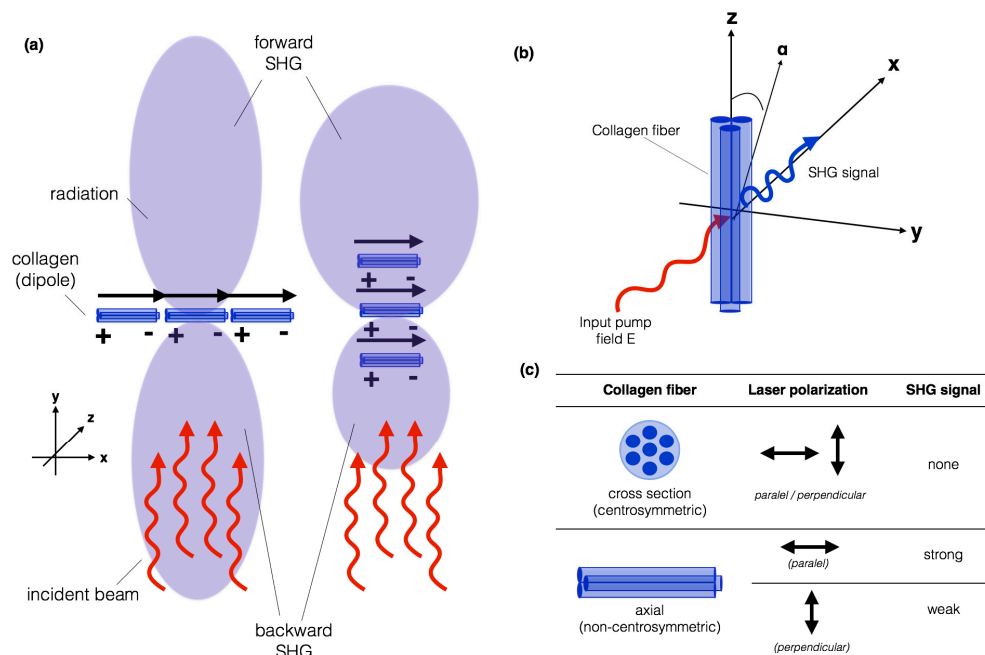 (a)
forward
SHG
radiation
collagen
(dipole)
+ - + - + -
+ -
+ -
+ -
y
z
x
incident beam
backward
SHG
(b)
z
α
x
Collagen fiber
SHG signal
y
Input pump
field E
(c)
Collagen fiber Laser polarization SHG signal
cross section
(centrosymmetric)
paralel / perpendicular
none
(paralel)
strong
axial
(non-centrosymmetric)
(perpendicular)
weak